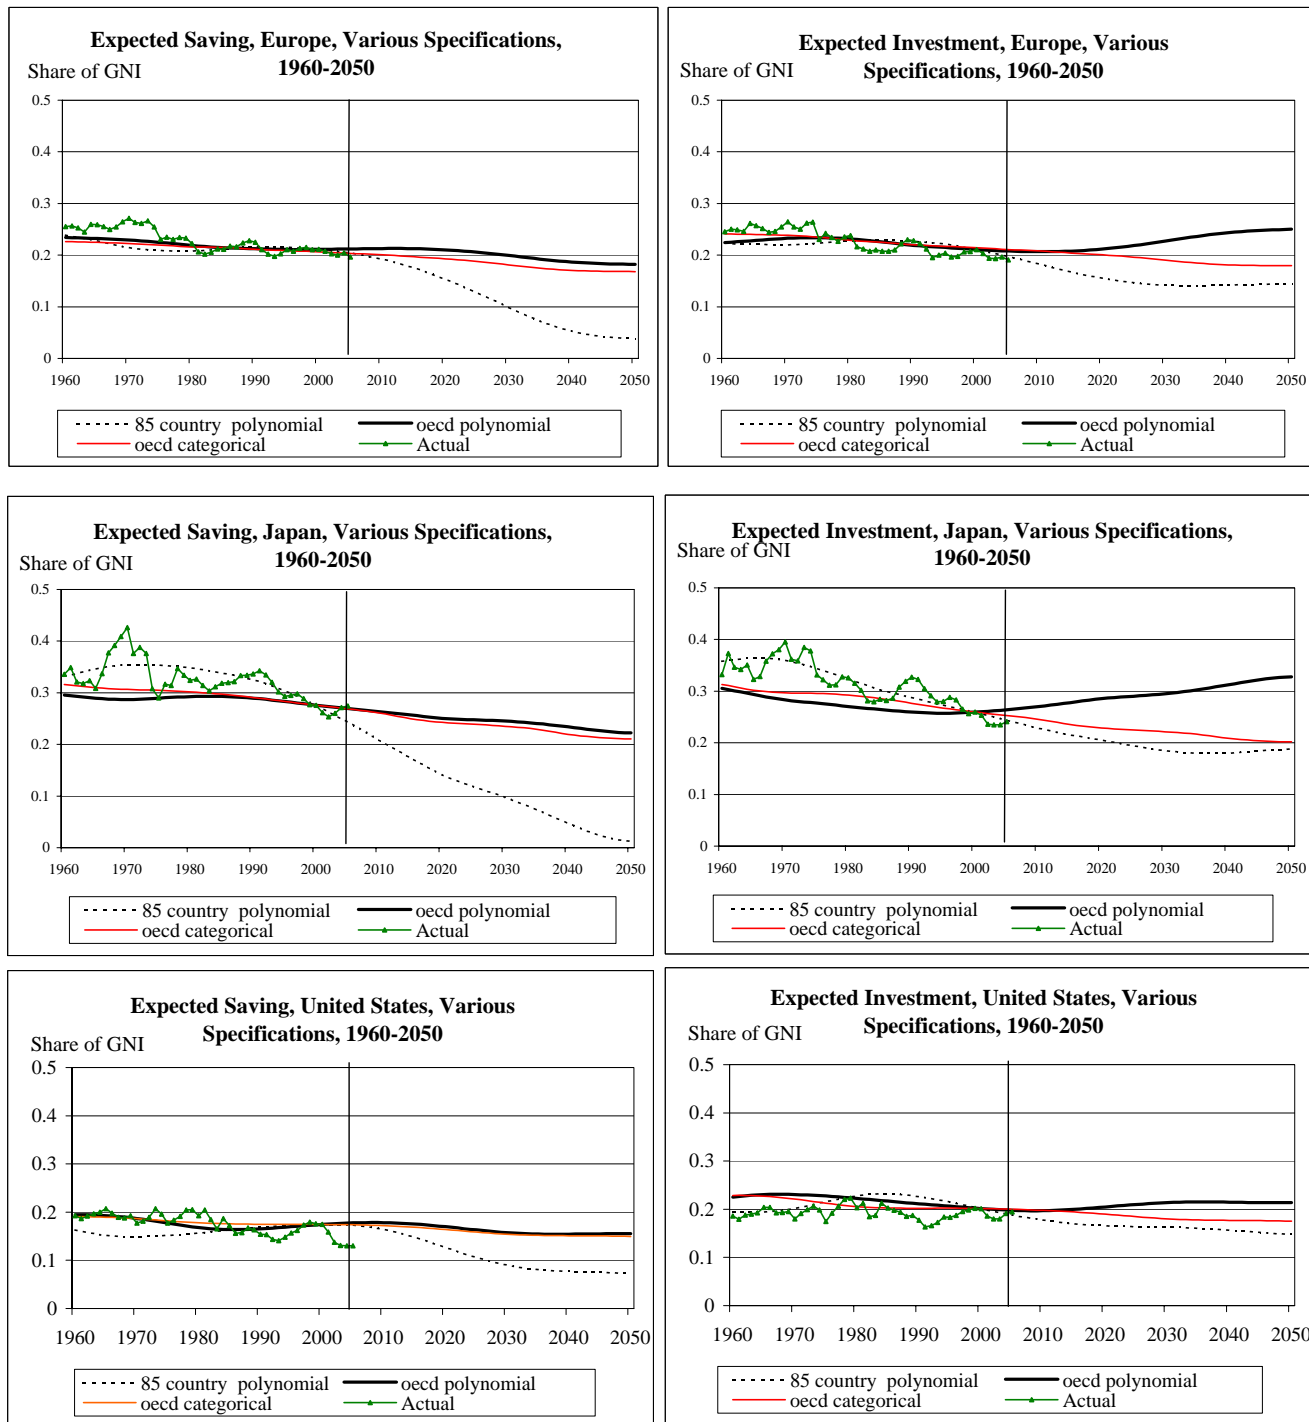 Expected Saving, Europe, Various Specifications,
1960-2050
Share of GNI
0.5
0.4
0.3
0.2
0.1
0
1960 1970 1980 1990 2000 2010 2020 2030 2040 2050
85 country polynomial oecd polynomial
oecd categorical Actual
Expected Investment, Europe, Various
Specifications, 1960-2050
Share of GNI
0.5
0.4
0.3
0.2
0.1
0
1960 1970 1980 1990 2000 2010 2020 2030 2040 2050
85 country polynomial oecd polynomial
oecd categorical Actual
Expected Saving, Japan, Various Specifications,
1960-2050
Share of GNI
0.5
0.4
0.3
0.2
0.1
0
1960 1970 1980 1990 2000 2010 2020 2030 2040 2050
85 country polynomial oecd polynomial
oecd categorical Actual
Expected Investment, Japan, Various Specifications,
1960-2050
Share of GNI
0.5
0.4
0.3
0.2
0.1
0
1960 1970 1980 1990 2000 2010 2020 2030 2040 2050
85 country polynomial oecd polynomial
oecd categorical Actual
Expected Saving, United States, Various
Specifications, 1960-2050
Share of GNI
0.5
0.4
0.3
0.2
0.1
0
1960 1970 1980 1990 2000 2010 2020 2030 2040 2050
85 country polynomial oecd polynomial
oecd categorical Actual
Expected Investment, United States, Various
Specifications, 1960-2050
Share of GNI
0.5
0.4
0.3
0.2
0.1
0
1960 1970 1980 1990 2000 2010 2020 2030 2040 2050
85 country polynomial oecd polynomial
oecd categorical Actual